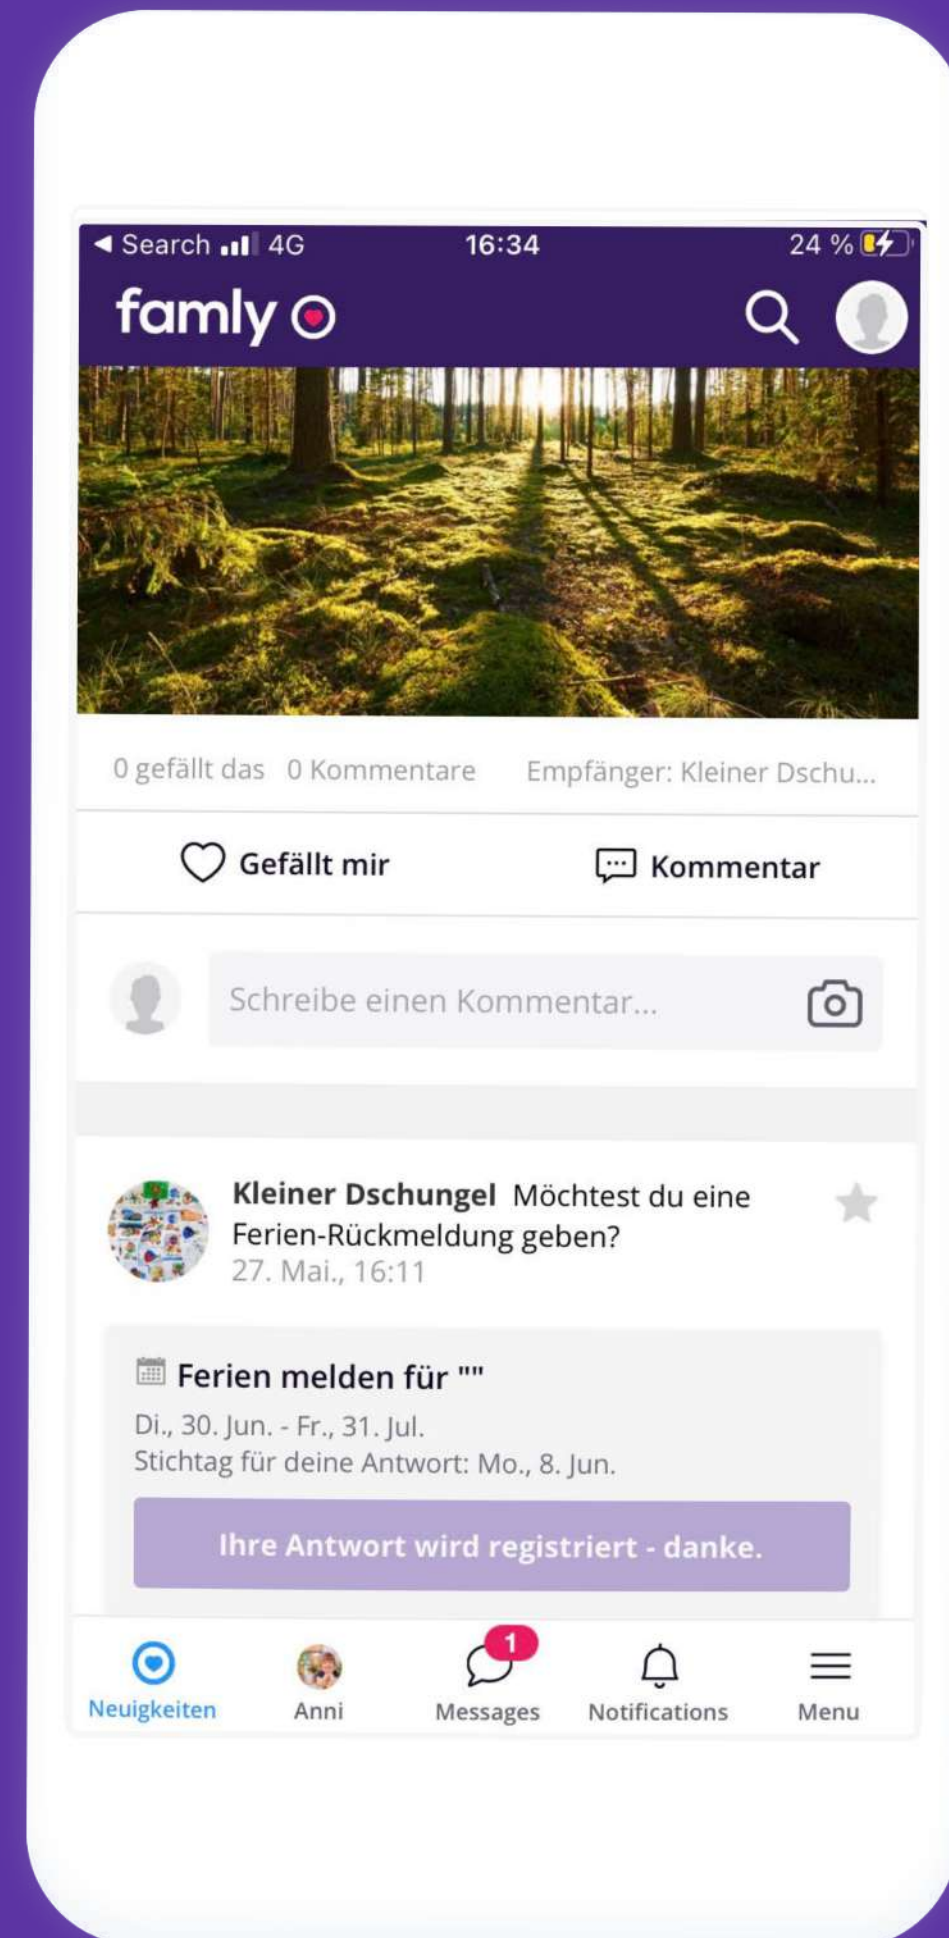 Search 4G 16:34 24 %
famly
0 gefällt das 0 Kommentare Empfänger: Kleiner Dschu...
Gefällt mir Kommentar
Schreibe einen Kommentar...
Kleiner Dschungel Möchtest du eine
Ferien-Rückmeldung geben?
27. Mai., 16:11
Ferien melden für ""
Di., 30. Jun. - Fr., 31. Jul.
Stichtag für deine Antwort: Mo., 8. Jun.
Ihre Antwort wird registriert - danke.
1
Neuigkeiten Anni Messages Notifications Menu